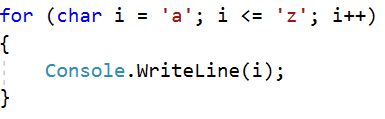 for (char i = 'a'; i <= 'z'; i++)
{
    Console.WriteLine(i);
}